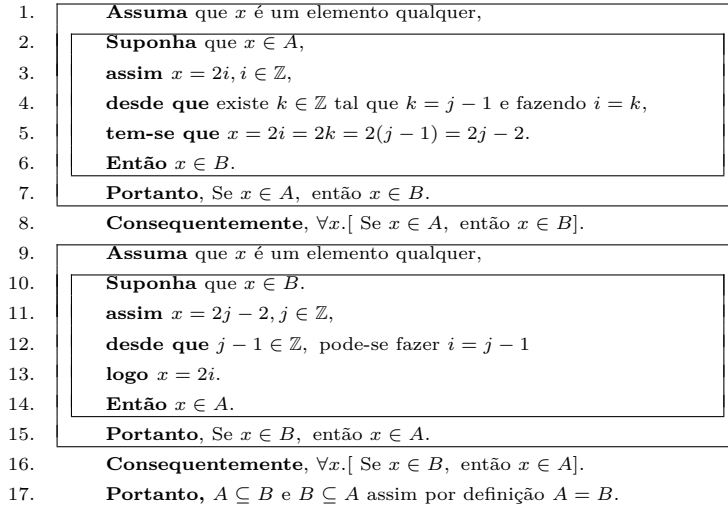 1. Assuma que x é um elemento qualquer,
2. Suponha que x ∈ A,
3. assim x = 2i, i ∈ ℤ,
4. desde que existe k ∈ ℤ tal que k = j − 1 e fazendo i = k,
5. tem-se que x = 2i = 2k = 2(j − 1) = 2j − 2.
6. Então x ∈ B.
7. Portanto, Se x ∈ A, então x ∈ B.
8. Consequentemente, ∀x.[ Se x ∈ A, então x ∈ B].
9. Assuma que x é um elemento qualquer,
10. Suponha que x ∈ B.
11. assim x = 2j − 2, j ∈ ℤ,
12. desde que j − 1 ∈ ℤ, pode-se fazer i = j − 1
13. logo x = 2i.
14. Então x ∈ A.
15. Portanto, Se x ∈ B, então x ∈ A.
16. Consequentemente, ∀x.[ Se x ∈ B, então x ∈ A].
17. Portanto, A ⊆ B e B ⊆ A assim por definição A = B.